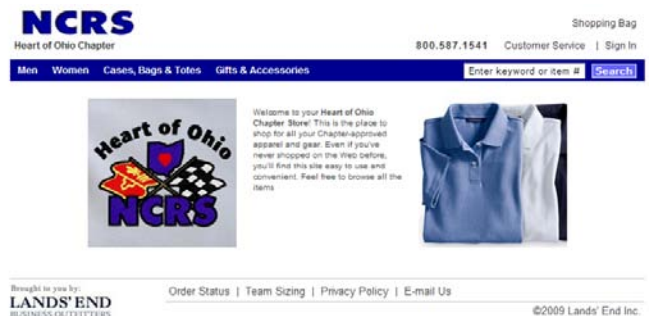 NCRS
Heart of Ohio Chapter
Shopping Bag
800.587.1541 Customer Service | Sign In
Men Women Cases, Bags & Totes Gifts & Accessories Enter keyword or item # Search
Heart of Ohio
NCRS
Welcome to your Heart of Ohio
Chapter Store! This is the place to
shop for all your Chapter-approved
apparel and gear. Even if you've
never shopped on the Web before,
you'll find this site easy to use and
convenient. Feel free to browse all the
items
Brought to you by:
LANDS' END
BUSINESS OUTFITTERS
Order Status | Team Sizing | Privacy Policy | E-mail Us
©2009 Lands' End Inc.